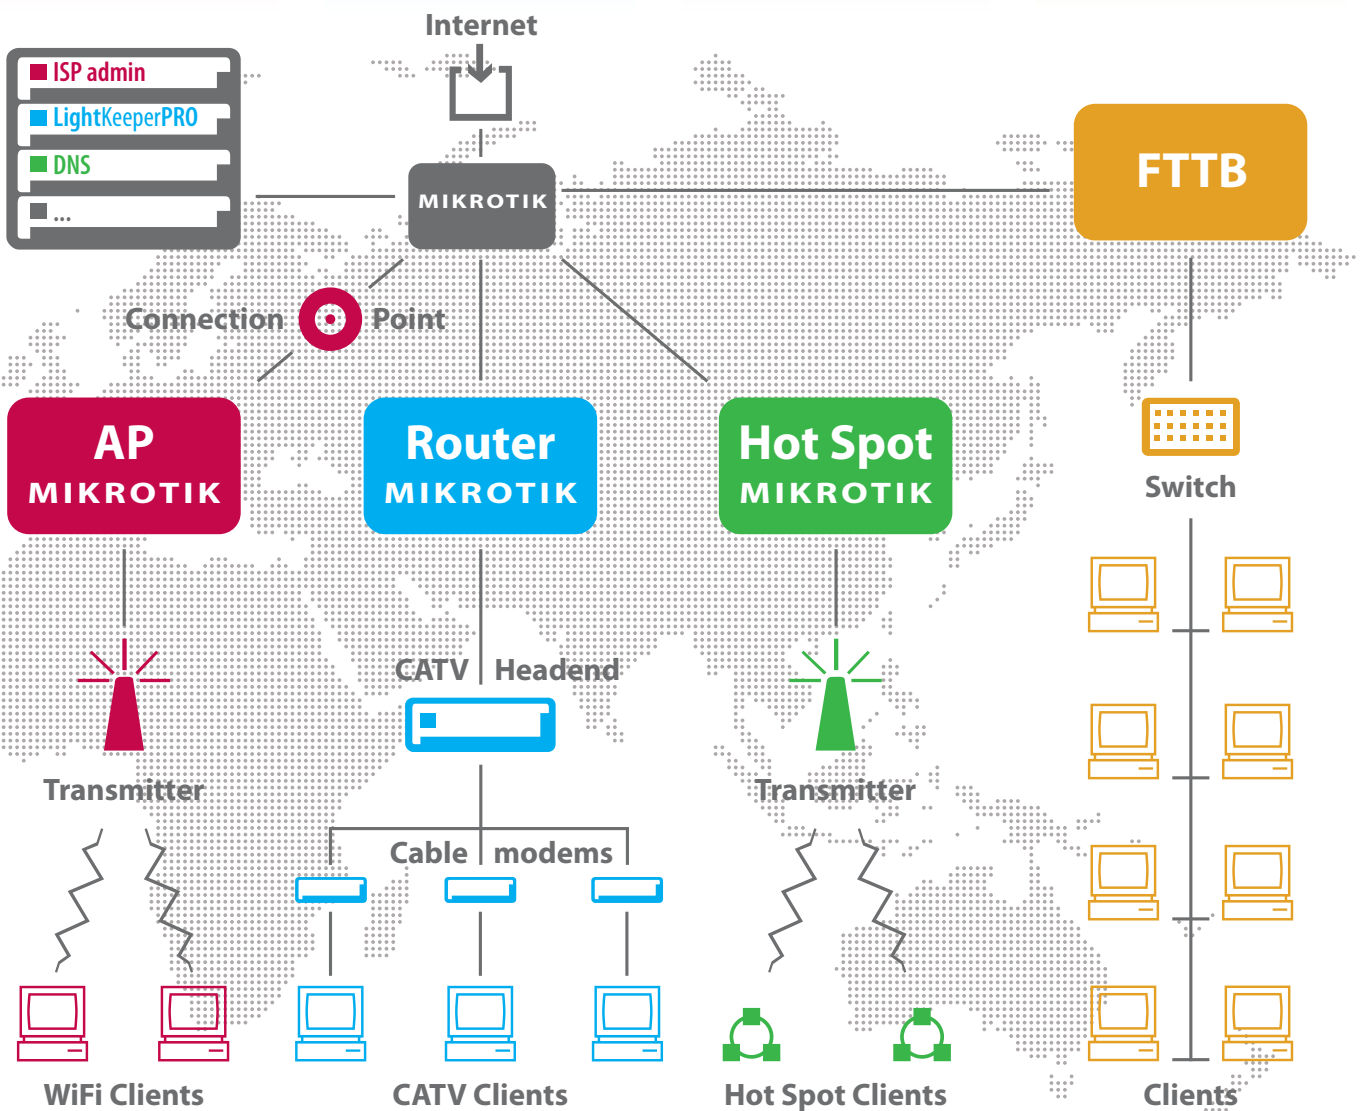 Internet
ISP admin
LightKeeperPRO
DNS
...
MIKROTIK
FTTB
Connection Point
AP
MIKROTIK
Router
MIKROTIK
Hot Spot
MIKROTIK
Switch
CATV Headend
Transmitter
Transmitter
Cable modems
WiFi Clients
CATV Clients
Hot Spot Clients
Clients